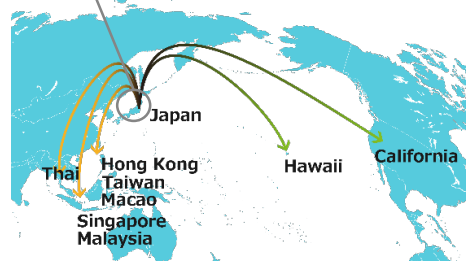 Japan
Hong Kong
Taiwan
Macao
Thai
Singapore
Malaysia
Hawaii
California